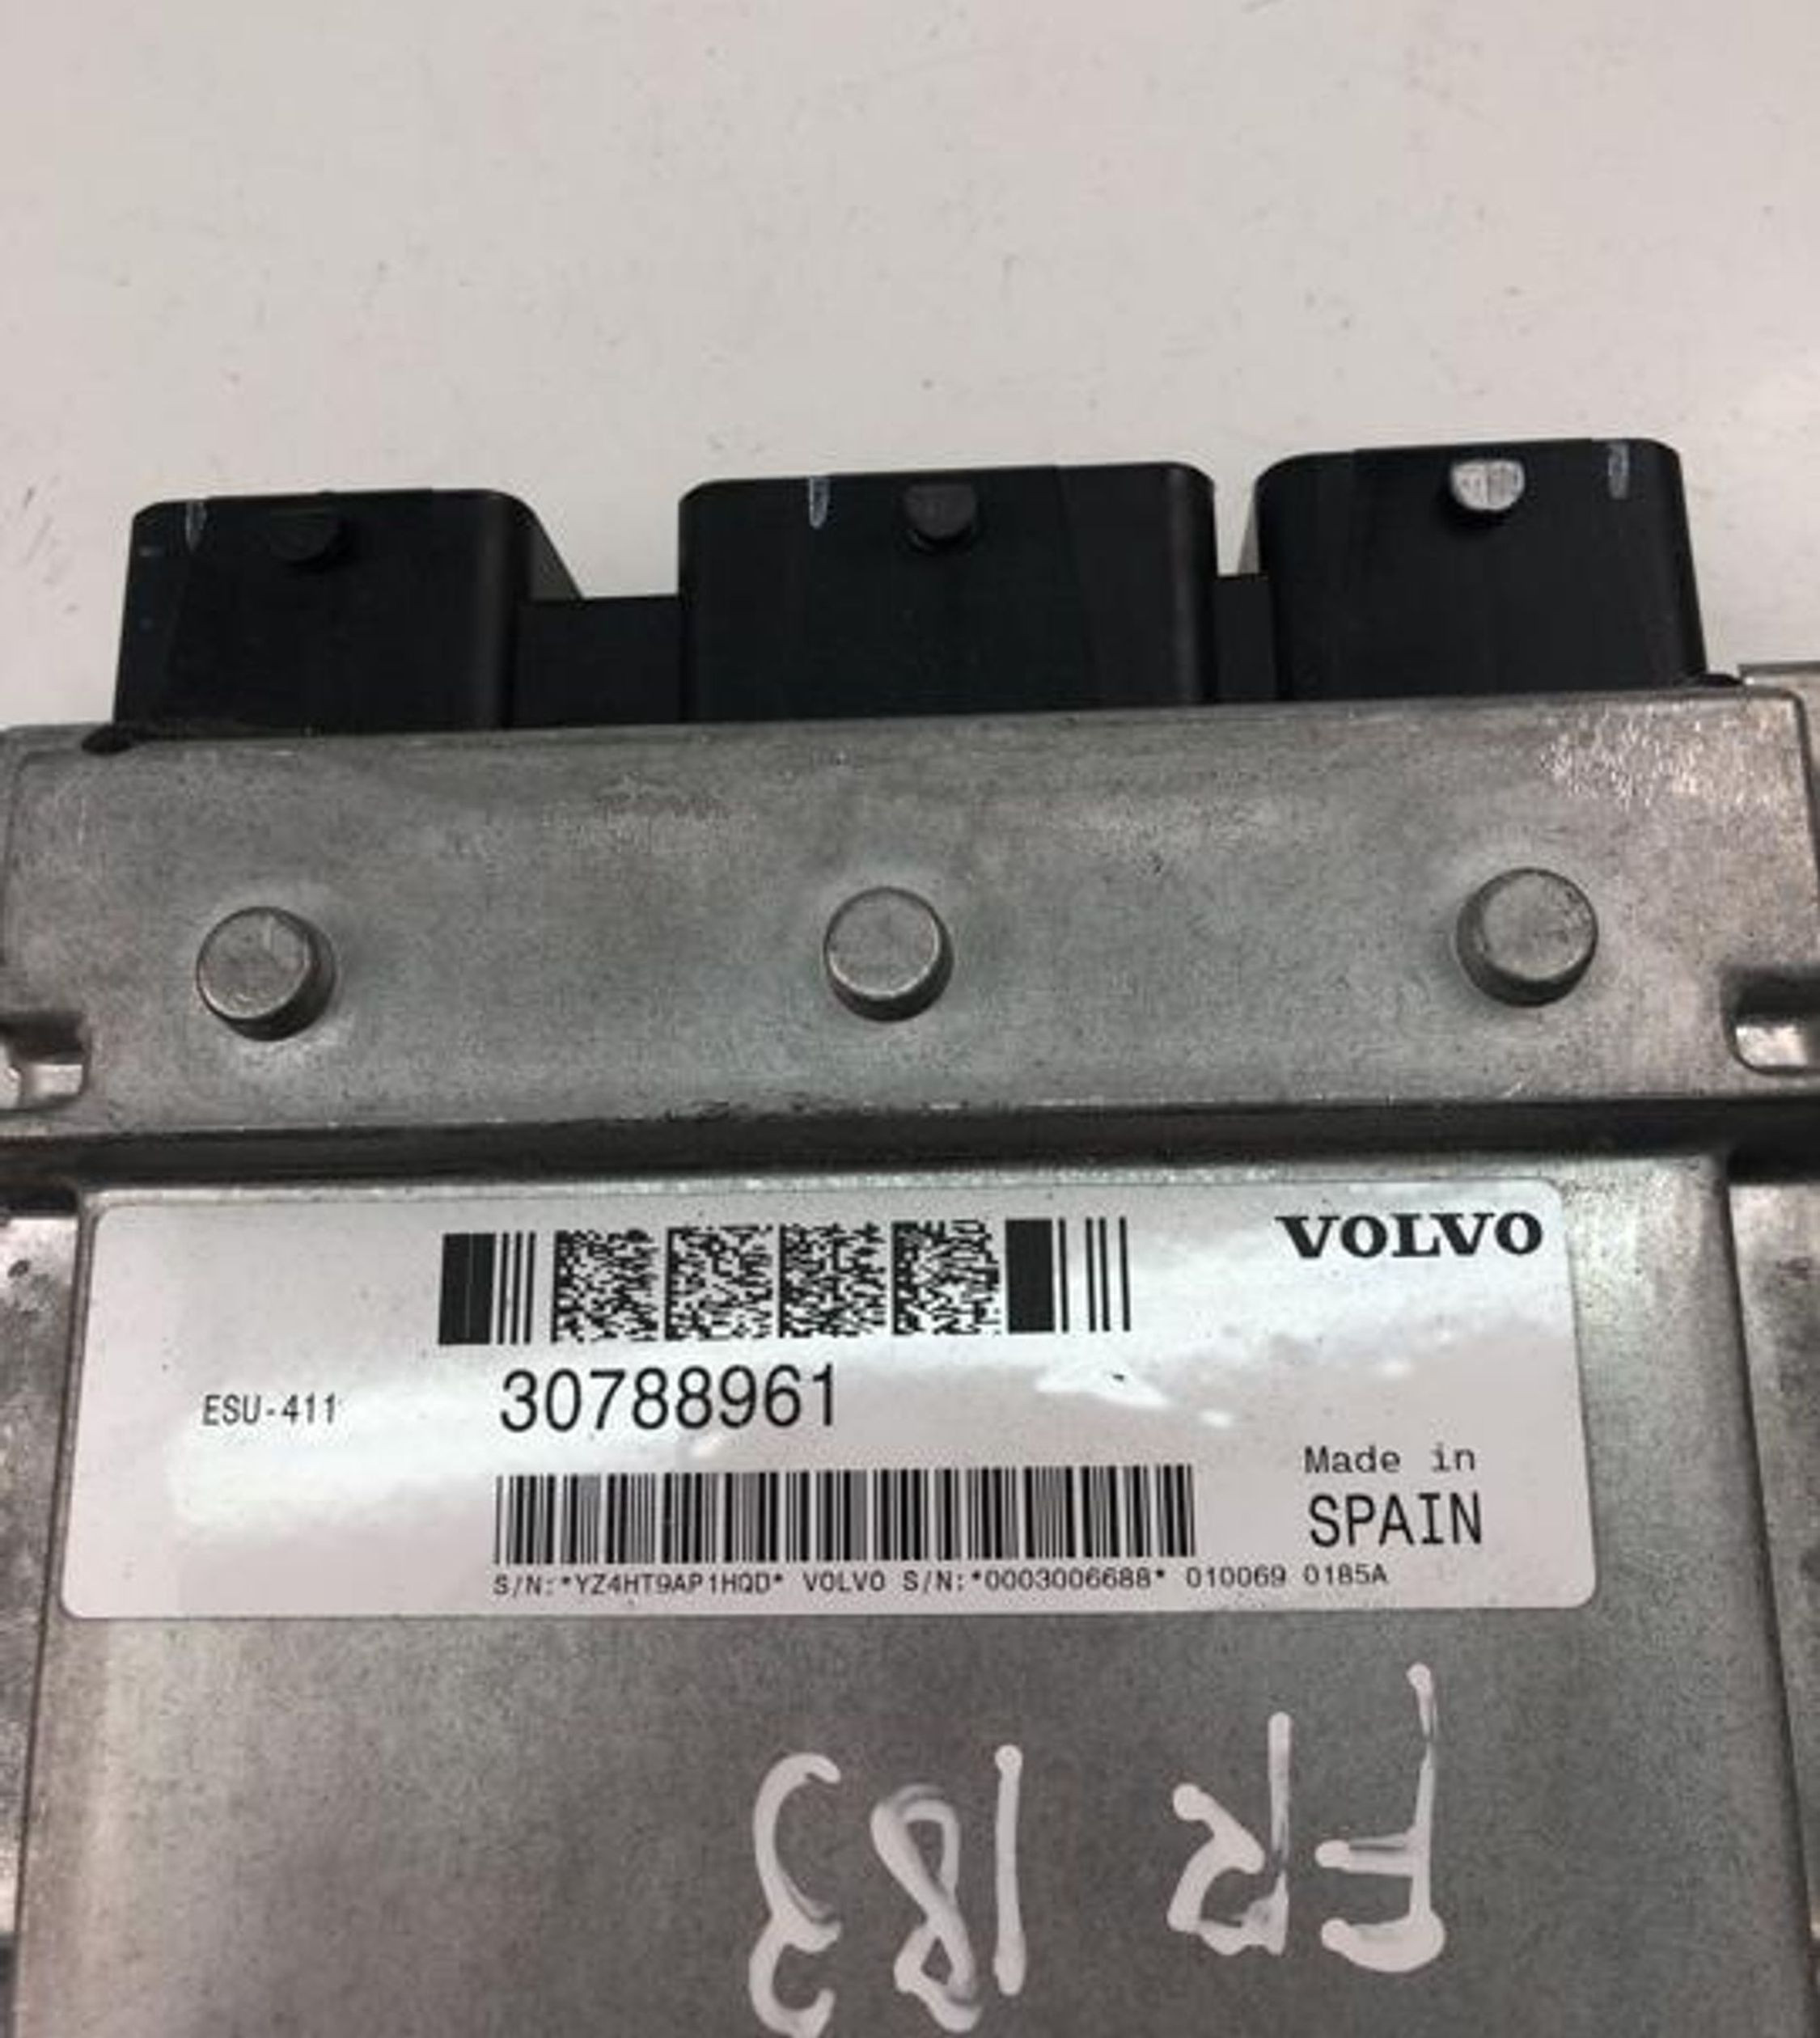 VOLVO
ESU-411 30788961
Made in
SPAIN
S/N:*YZ4HT9AP1HQD* VOLVO S/N:*0003006688* 010069 0185A
FR 183